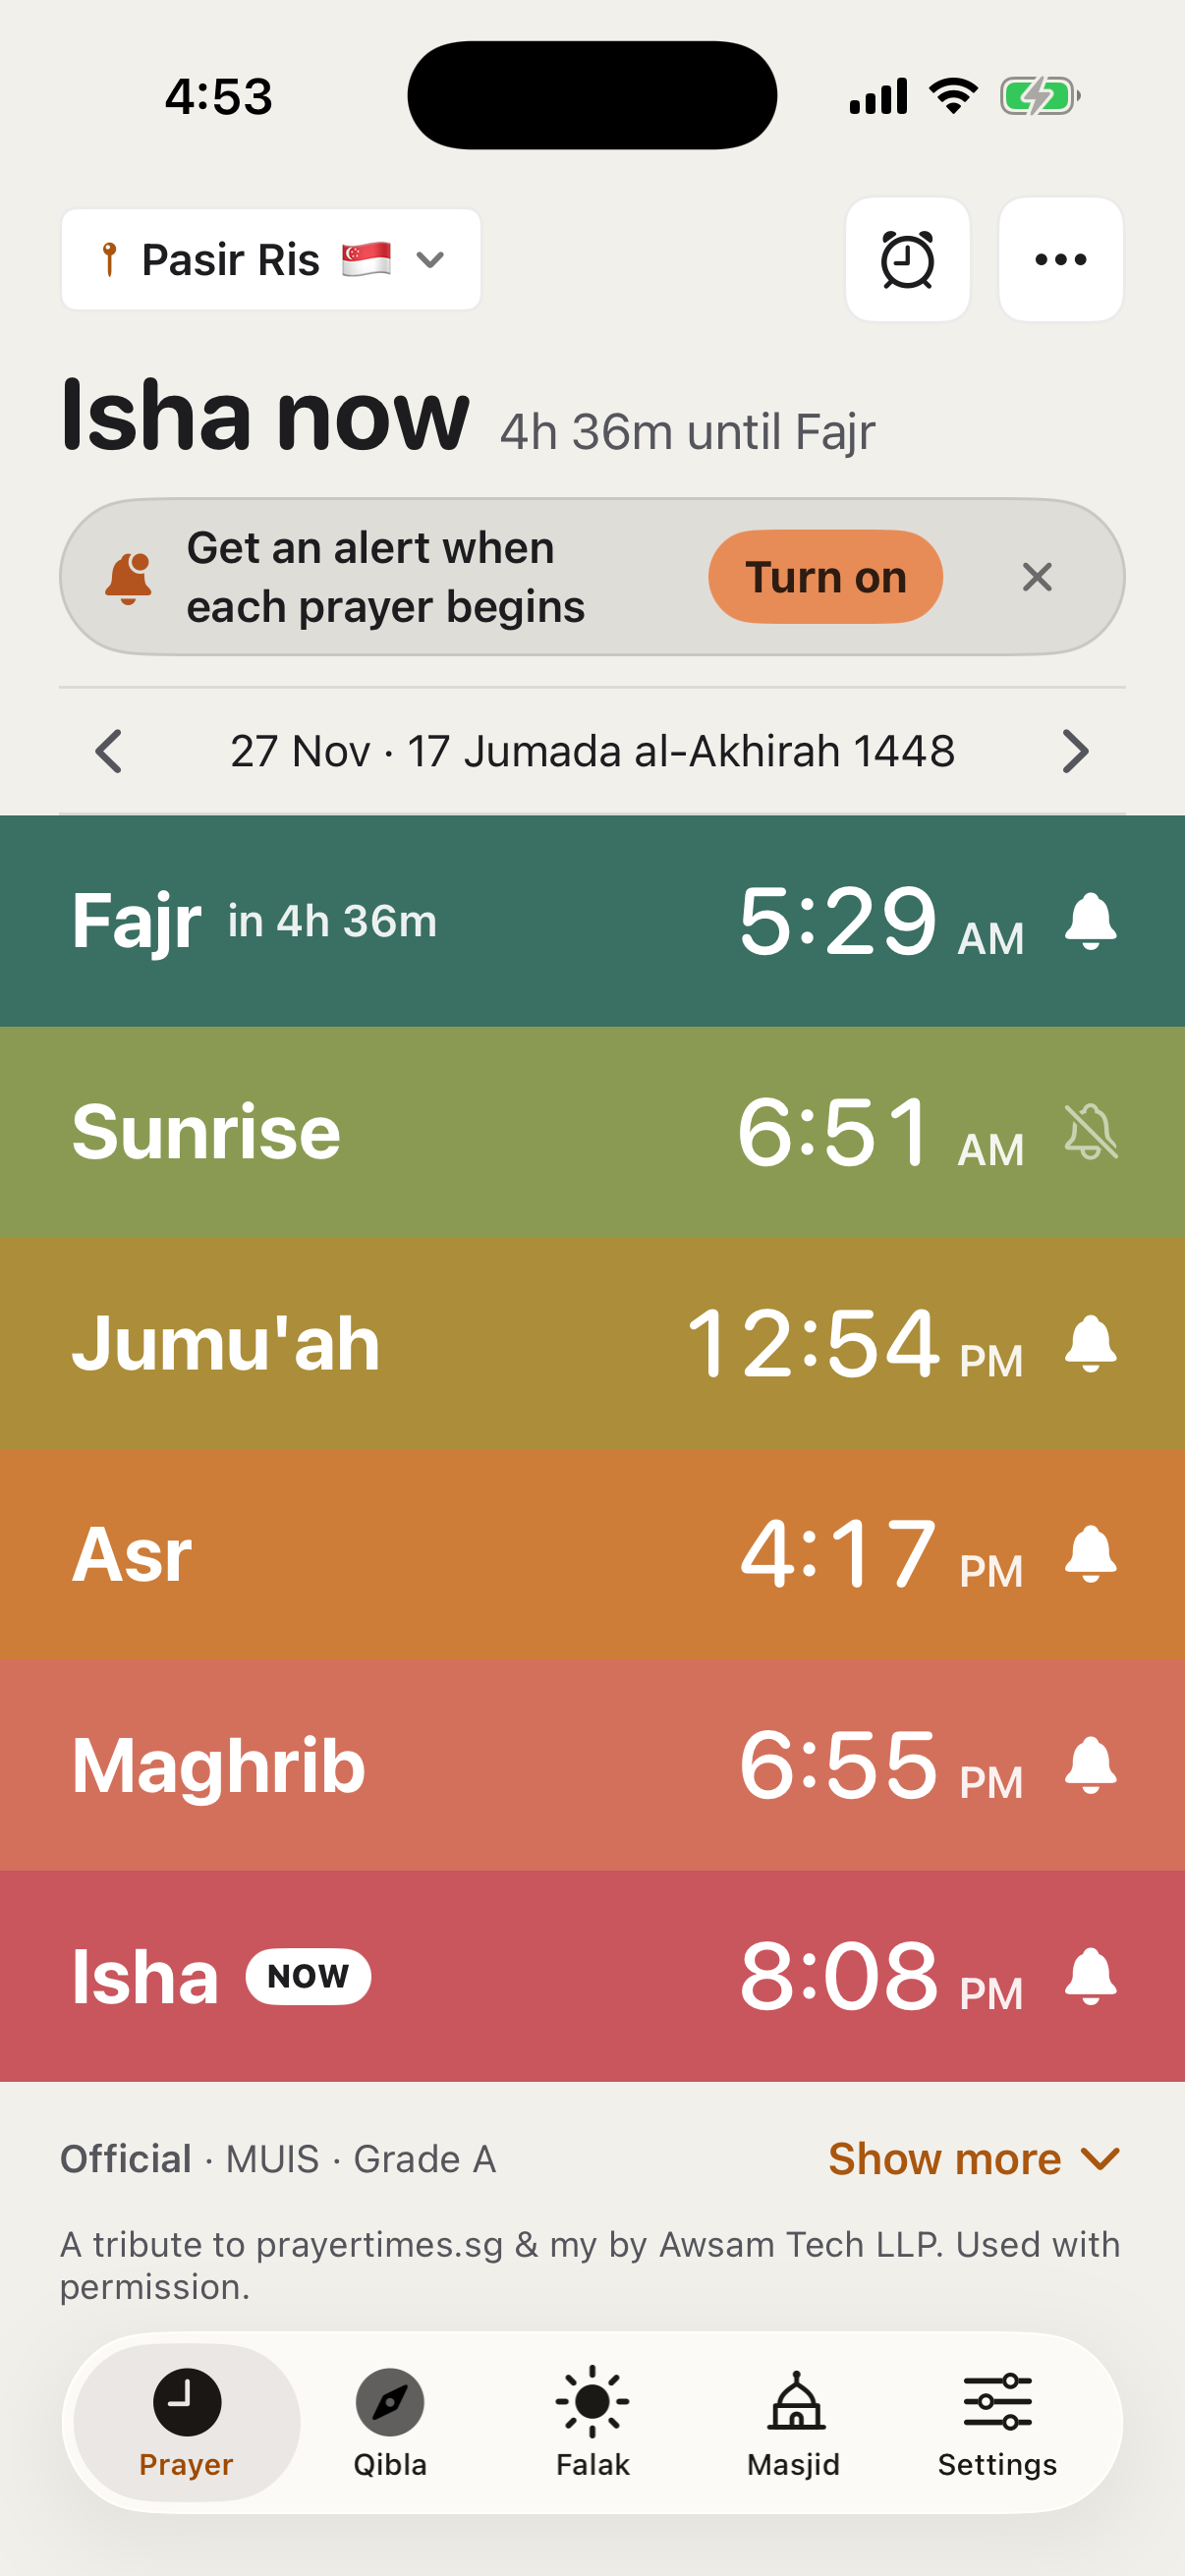 4:53
Pasir Ris
Isha now 4h 36m until Fajr
Get an alert when
each prayer begins
Turn on
27 Nov · 17 Jumada al-Akhirah 1448
Fajr in 4h 36m 5:29 AM
Sunrise 6:51 AM
Jumu'ah 12:54 PM
Asr 4:17 PM
Maghrib 6:55 PM
Isha NOW 8:08 PM
Official · MUIS · Grade A
Show more
A tribute to prayertimes.sg & my by Awsam Tech LLP. Used with
permission.
Prayer Qibla Falak Masjid Settings